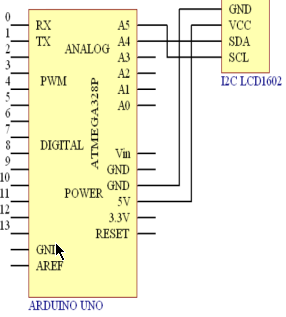 0
1
2
3
4
5
6
7
8
9
10
11
12
13
RX
TX
PWM
DIGITAL
GND
AREF
ANALOG
ATMEGA328P
POWER
A5
A4
A3
A2
A1
A0
Vin
GND
GND
5V
3.3V
RESET
ARDUINO UNO
GND
VCC
SDA
SCL
I2C LCD1602